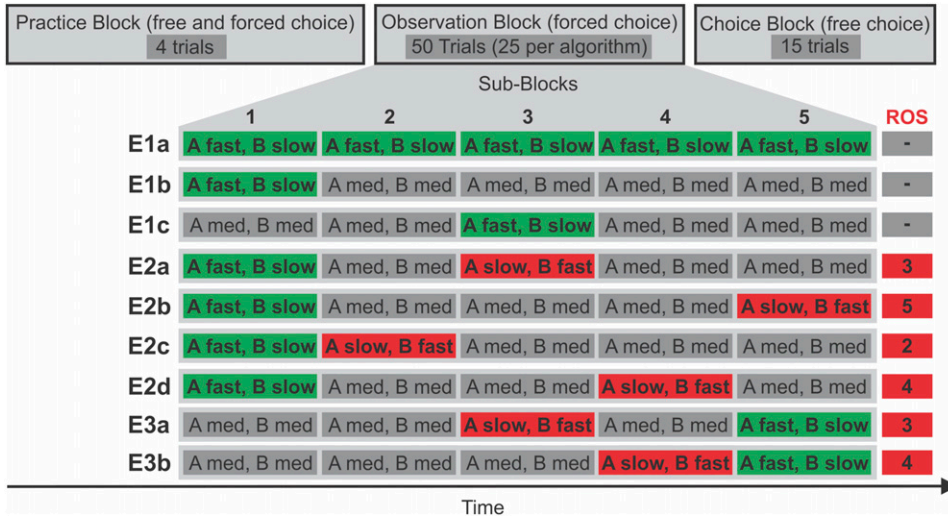 Practice Block (free and forced choice)
4 trials
Observation Block (forced choice)
50 Trials (25 per algorithm)
Choice Block (free choice)
15 trials
Sub-Blocks
1 2 3 4 5 ROS
E1a A fast, B slow A fast, B slow A fast, B slow A fast, B slow A fast, B slow -
E1b A fast, B slow A med, B med A med, B med A med, B med A med, B med -
E1c A med, B med A med, B med A fast, B slow A med, B med A med, B med -
E2a A fast, B slow A med, B med A slow, B fast A med, B med A med, B med 3
E2b A fast, B slow A med, B med A med, B med A med, B med A slow, B fast 5
E2c A fast, B slow A slow, B fast A med, B med A med, B med A med, B med 2
E2d A fast, B slow A med, B med A med, B med A slow, B fast A med, B med 4
E3a A med, B med A med, B med A slow, B fast A med, B med A fast, B slow 3
E3b A med, B med A med, B med A med, B med A slow, B fast A fast, B slow 4
Time